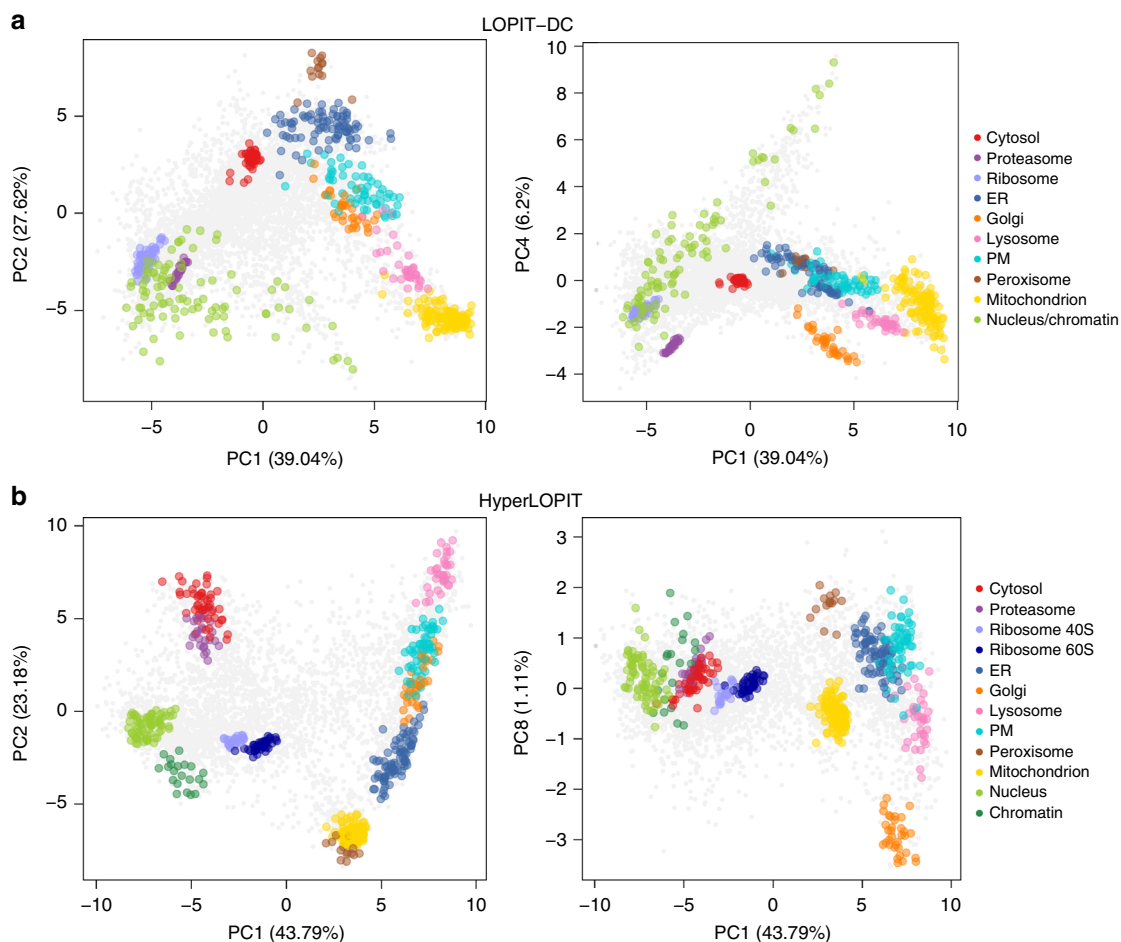 a
LOPIT−DC
5
0
−5
PC2 (27.62%)
−5 0 5 10
PC1 (39.04%)
10
8
6
4
2
0
−2
−4
PC4 (6.2%)
−5 0 5 10
PC1 (39.04%)
Cytosol
Proteasome
Ribosome
ER
Golgi
Lysosome
PM
Peroxisome
Mitochondrion
Nucleus/chromatin
b
HyperLOPIT
10
5
0
−5
PC2 (23.18%)
−10 −5 0 5 10
PC1 (43.79%)
3
2
1
0
−1
−2
−3
PC8 (1.11%)
−10 −5 0 5 10
PC1 (43.79%)
Cytosol
Proteasome
Ribosome 40S
Ribosome 60S
ER
Golgi
Lysosome
PM
Peroxisome
Mitochondrion
Nucleus
Chromatin